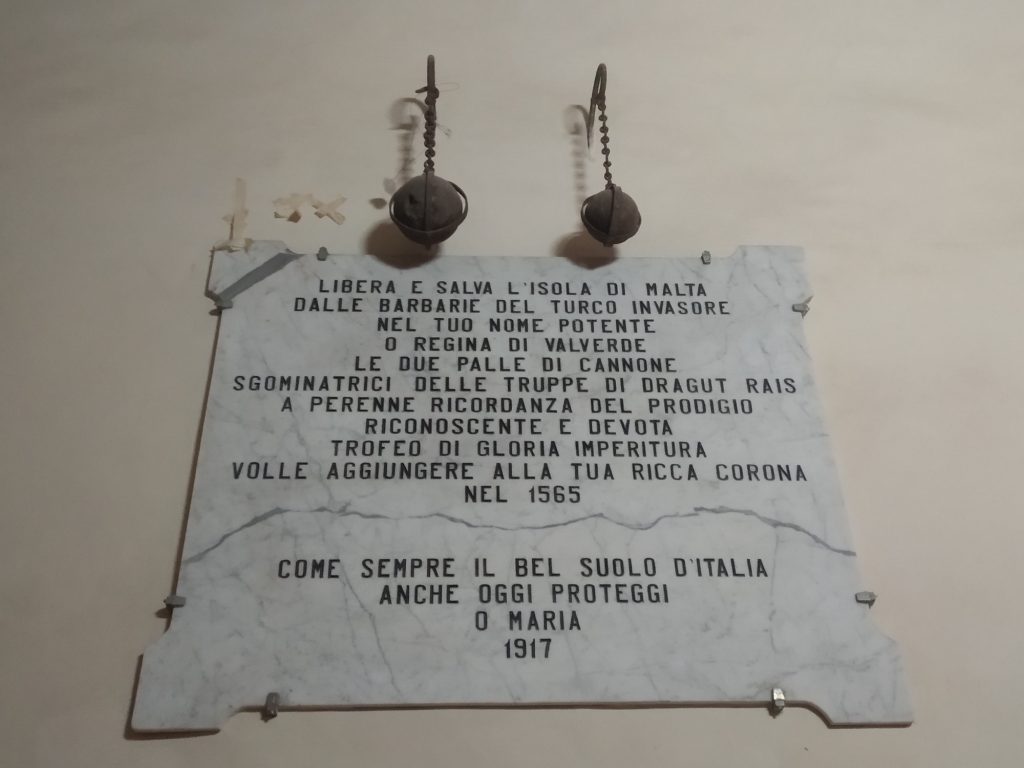 LIBERA E SALVA L'ISOLA DI MALTA
DALLE BARBARIE DEL TURCO INVASORE
NEL TUO NOME POTENTE
O REGINA DI VALVERDE
LE DUE PALLE DI CANNONE
SGOMINATRICI DELLE TRUPPE DI DRAGUT RAIS
A PERENNE RICORDANZA DEL PRODIGIO
RICONOSCENTE E DEVOTA
TROFEO DI GLORIA IMPERITURA
VOLLE AGGIUNGERE ALLA TUA RICCA CORONA
NEL 1565
COME SEMPRE IL BEL SUOLO D'ITALIA
ANCHE OGGI PROTEGGI
O MARIA
1917